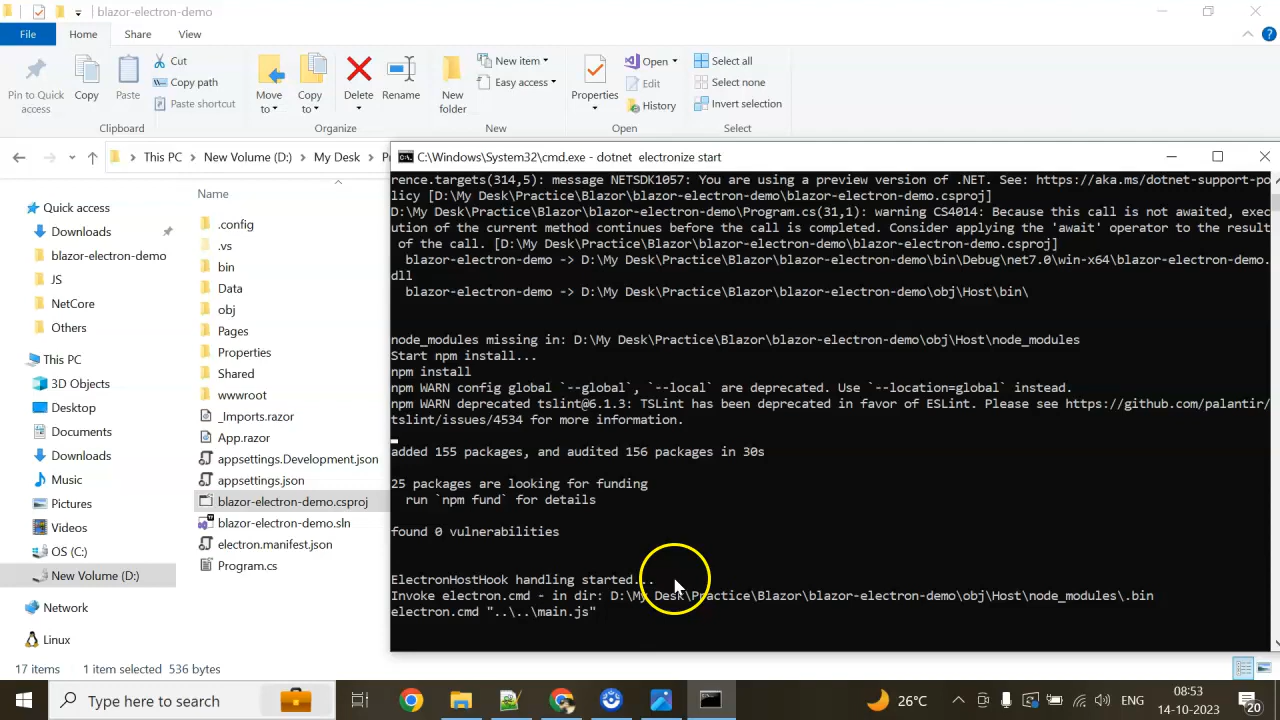 blazor-electron-demo
File
Home
Share
View
Pin to Quick access
Copy
Paste
Cut
Copy path
Paste shortcut
Clipboard
Move to
Copy to
Delete
Rename
Organize
New folder
New item
Easy access
New
Properties
Open
Edit
History
Open
Select all
Select none
Invert selection
Select
This PC
New Volume (D:)
My Desk
C:\Windows\System32\cmd.exe - dotnet electronize start
Quick access
Downloads
blazor-electron-demo
JS
NetCore
Others
This PC
3D Objects
Desktop
Documents
Downloads
Music
Pictures
Videos
OS (C:)
New Volume (D:)
Network
Linux
Name
.config
.vs
bin
Data
obj
Pages
Properties
Shared
wwwroot
_Imports.razor
App.razor
appsettings.Development.json
appsettings.json
blazor-electron-demo.csproj
blazor-electron-demo.sln
electron.manifest.json
Program.cs
rence.targets(314,5): message NETSDK1057: You are using a preview version of .NET. See: https://aka.ms/dotnet-support-po
licy [D:\My Desk\Practice\Blazor\blazor-electron-demo\blazor-electron-demo.csproj]
D:\My Desk\Practice\Blazor\blazor-electron-demo\Program.cs(31,1): warning CS4014: Because this call is not awaited, exec
ution of the current method continues before the call is completed. Consider applying the 'await' operator to the result
of the call. [D:\My Desk\Practice\Blazor\blazor-electron-demo\blazor-electron-demo.csproj]
blazor-electron-demo -> D:\My Desk\Practice\Blazor\blazor-electron-demo\bin\Debug\net7.0\win-x64\blazor-electron-demo.
dll
blazor-electron-demo -> D:\My Desk\Practice\Blazor\blazor-electron-demo\obj\Host\bin\
node_modules missing in: D:\My Desk\Practice\Blazor\blazor-electron-demo\obj\Host\node_modules
Start npm install...
npm install
npm WARN config global `--global`, `--local` are deprecated. Use `--location=global` instead.
npm WARN deprecated tslint@6.1.3: TSLint has been deprecated in favor of ESLint. Please see https://github.com/palantir/
tslint/issues/4534 for more information.
added 155 packages, and audited 156 packages in 30s
25 packages are looking for funding
run `npm fund` for details
found 0 vulnerabilities
ElectronHostHook handling started...
Invoke electron.cmd - in dir: D:\My Desk\Practice\Blazor\blazor-electron-demo\obj\Host\node_modules\.bin
electron.cmd "..\..\main.js"
17 items
1 item selected 536 bytes
Type here to search
26°C
ENG
08:53
14-10-2023
20